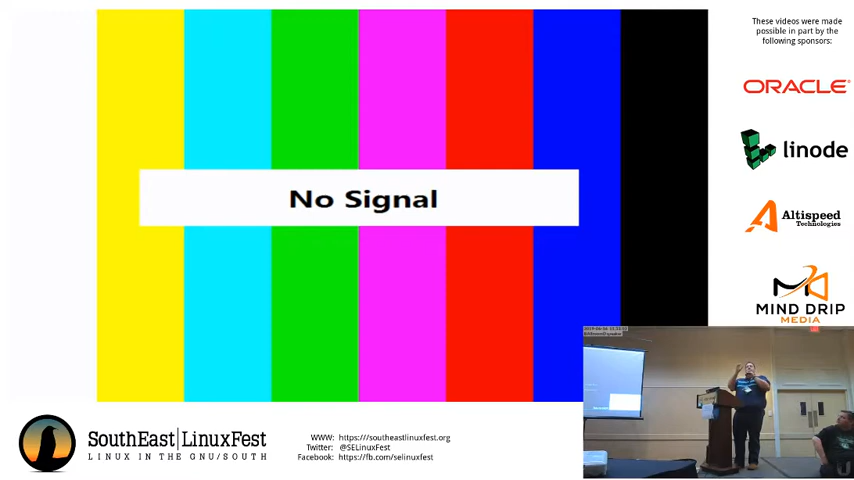 These videos were made
possible in part by the
following sponsors:
ORACLE®
linode
Altispeed
Technologies
MIND DRIP
MEDIA
No Signal
SouthEast|LinuxFest
LINUX IN THE GNU/SOUTH
WWW: https:///southeastlinuxfest.org
Twitter: @SELinuxFest
Facebook: https://fb.com/selinuxfest